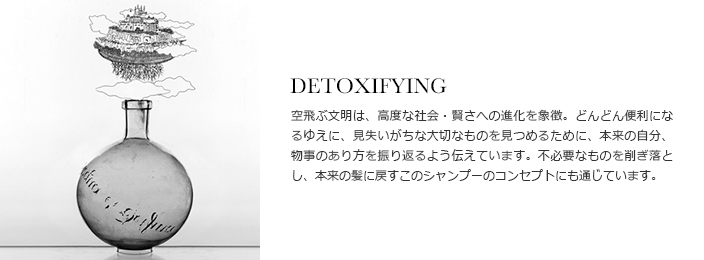 DETOXIFYING
空飛ぶ文明は、高度な社会・賢さへの進化を象徴。どんどん便利にな
るゆえに、見失いがちな大切なものを見つめるために、本来の自分、
物事のあり方を振り返るよう伝えています。不必要なものを削ぎ落と
し、本来の髪に戻すこのシャンプーのコンセプトにも通じています。